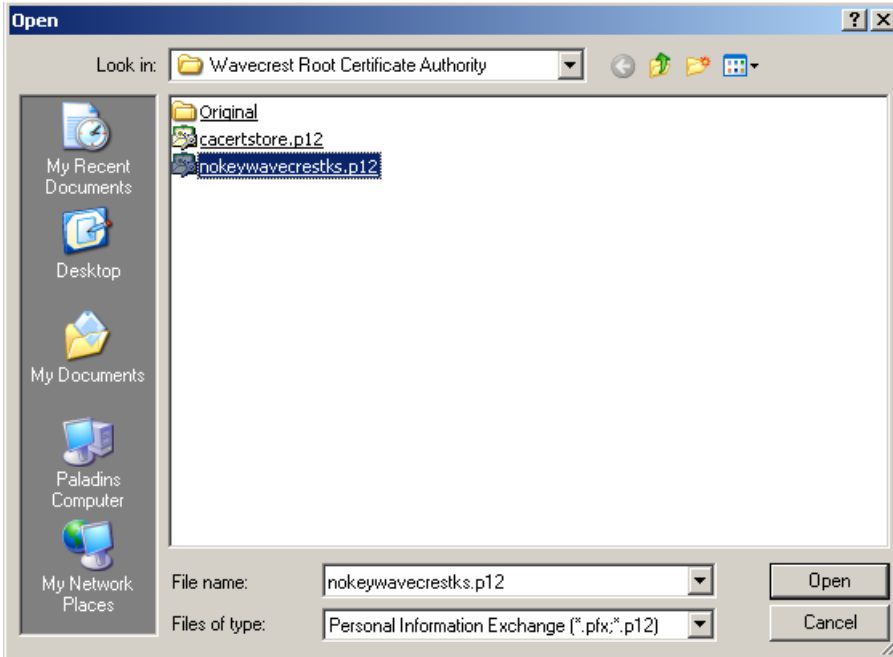 Open
Look in:
Wavecrest Root Certificate Authority
Original
cacertstore.p12
nokeywavecrestks.p12
My Recent
Documents
Desktop
My Documents
Paladins
Computer
My Network
Places
File name:
nokeywavecrestks.p12
Open
Files of type:
Personal Information Exchange (*.pfx;*.p12)
Cancel